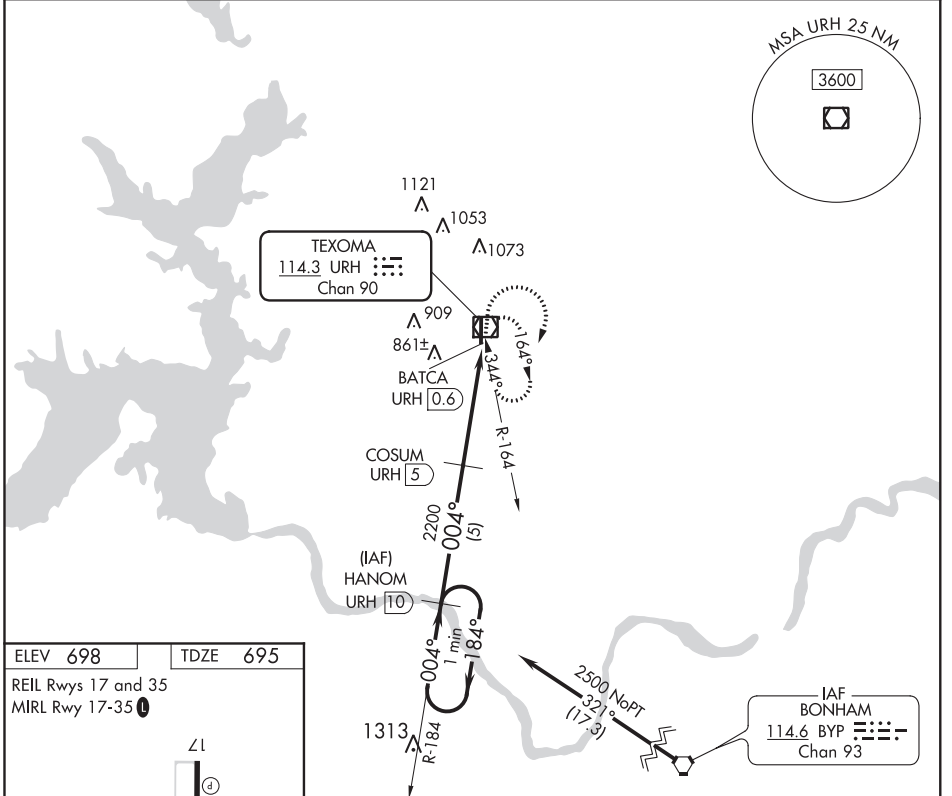 MSA URH 25 NM
3600
1121
1053
1073
TEXOMA
114.3 URH
Chan 90
909
861±
BATCA
URH 0.6
164°
344°
R-164
COSUM
URH 5
2200
004°
(5)
(IAF)
HANOM
URH 10
004°
1 min
184°
1313
R-184
2500 NoPT
321°
(17.3)
IAF
BONHAM
114.6 BYP
Chan 93
ELEV 698
TDZE 695
REIL Rwys 17 and 35
MIRL Rwy 17-35 L
17
P